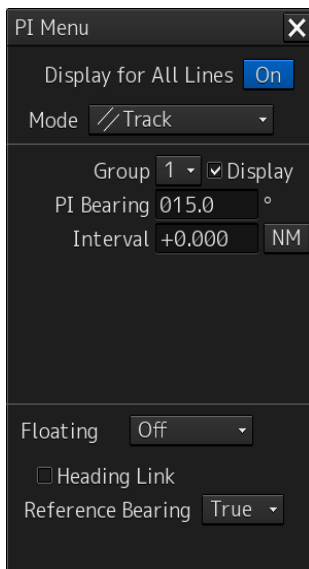 PI Menu
Display for All Lines On
Mode //Track
Group 1 Display
PI Bearing 015.0 °
Interval +0.000 NM
Floating Off
Heading Link
Reference Bearing True